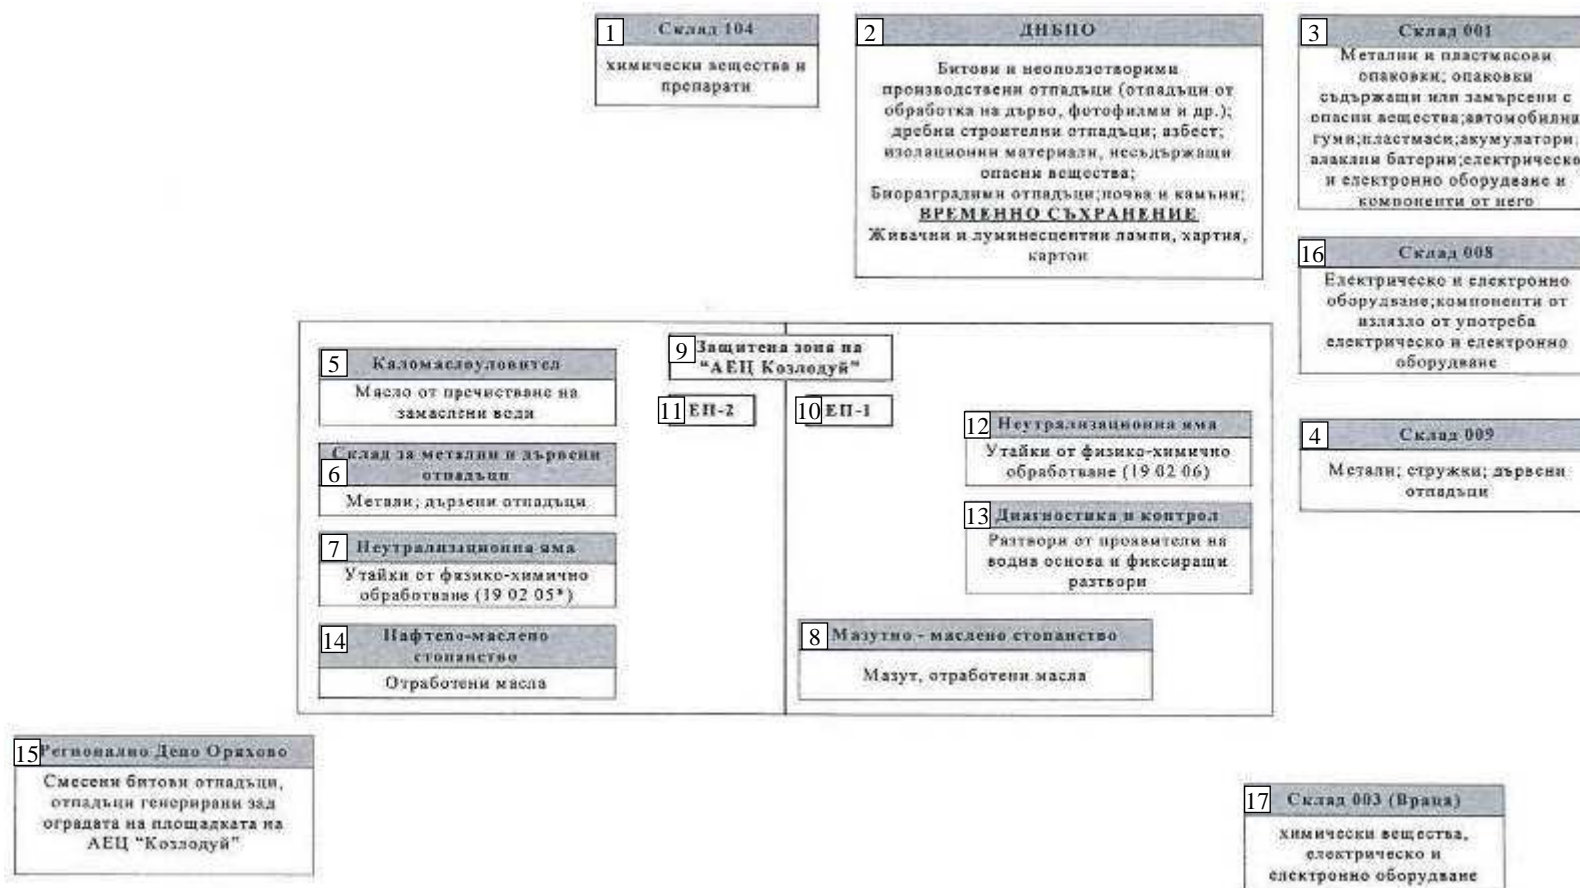 1 Склад 104
химически вещества и
препарати
2 ДНБПО
Битови и неоползотворими
производствени отпадъци (отпадъци от
обработка на дърво, фотофилми и др.);
дребни строителни отпадъци; азбест;
изолационни материали, несъдържащи
опасни вещества;
Биоразградими отпадъци;почва и камъни;
ВРЕМЕННО СЪХРАНЕНИЕ
Живачни и луминесцентни лампи, хартия,
картон
3 Склад 001
Метални и пластмасови
опаковки; опаковки
съдържащи или замърсени с
опасни вещества;автомобилни
гуми;пластмаси;акумулатори,
алкални батерии;електрическо
и електронно оборудване и
компоненти от него
16 Склад 008
Електрическо и електронно
оборудване;компоненти от
излязло от употреба
електрическо и електронно
оборудване
4 Склад 009
Метали; стружки; дървени
отпадъци
9 Защитена зона на
“АЕЦ Козлодуй”
11 ЕП-2
10 ЕП-1
5 Каломаслоуловител
Масло от пречистване на
замаслени води
6 Склад за метални и дървени
отпадъци
Метали; дървени отпадъци
7 Неутрализационна яма
Утайки от физико-химично
обработване (19 02 05*)
14 Нафтено-маслено
стопанство
Отработени масла
12 Неутрализационна яма
Утайки от физико-химично
обработване (19 02 06)
13 Диагностика и контрол
Разтвори от проявители на
водна основа и фиксиращи
разтвори
8 Мазутно - маслено стопанство
Мазут, отработени масла
15 Регионално Депо Оряхово
Смесени битови отпадъци,
отпадъци генерирани зад
оградата на площадката на
АЕЦ “Козлодуй”
17 Склад 003 (Враца)
химически вещества,
електрическо и
електронно оборудване